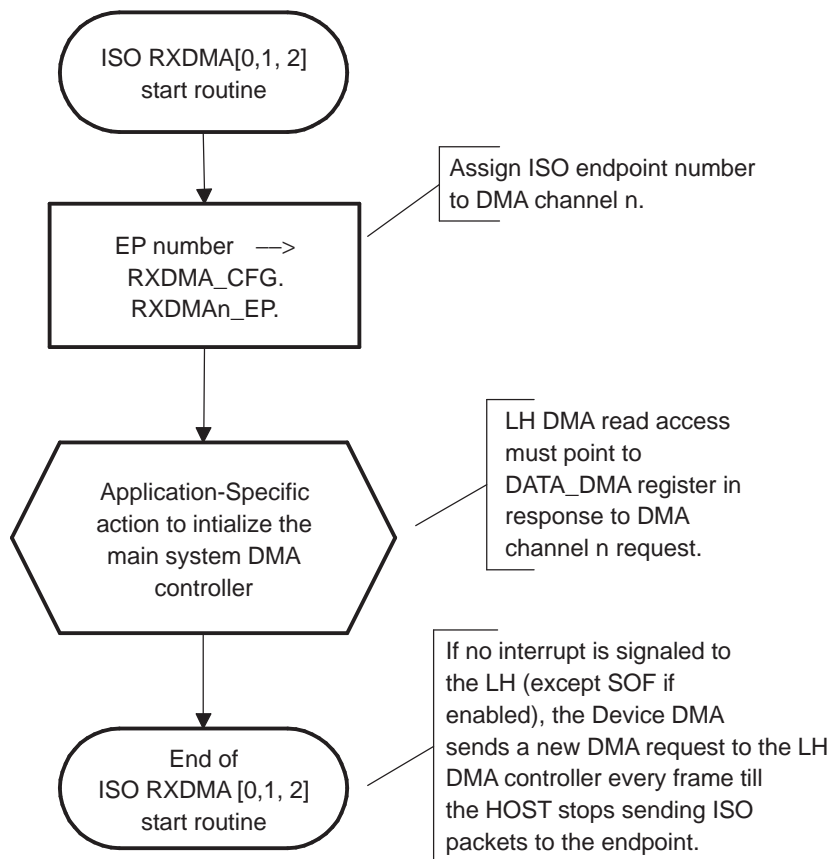 ISO RXDMA[0,1, 2]
start routine
Assign ISO endpoint number
to DMA channel n.
EP number −−>
RXDMA_CFG.
RXDMAn_EP.
LH DMA read access
must point to
DATA_DMA register in
response to DMA
channel n request.
Application-Specific
action to intialize the
main system DMA
controller
If no interrupt is signaled to
the LH (except SOF if
enabled), the Device DMA
sends a new DMA request to the LH
DMA controller every frame till
the HOST stops sending ISO
packets to the endpoint.
End of
ISO RXDMA [0,1, 2]
start routine